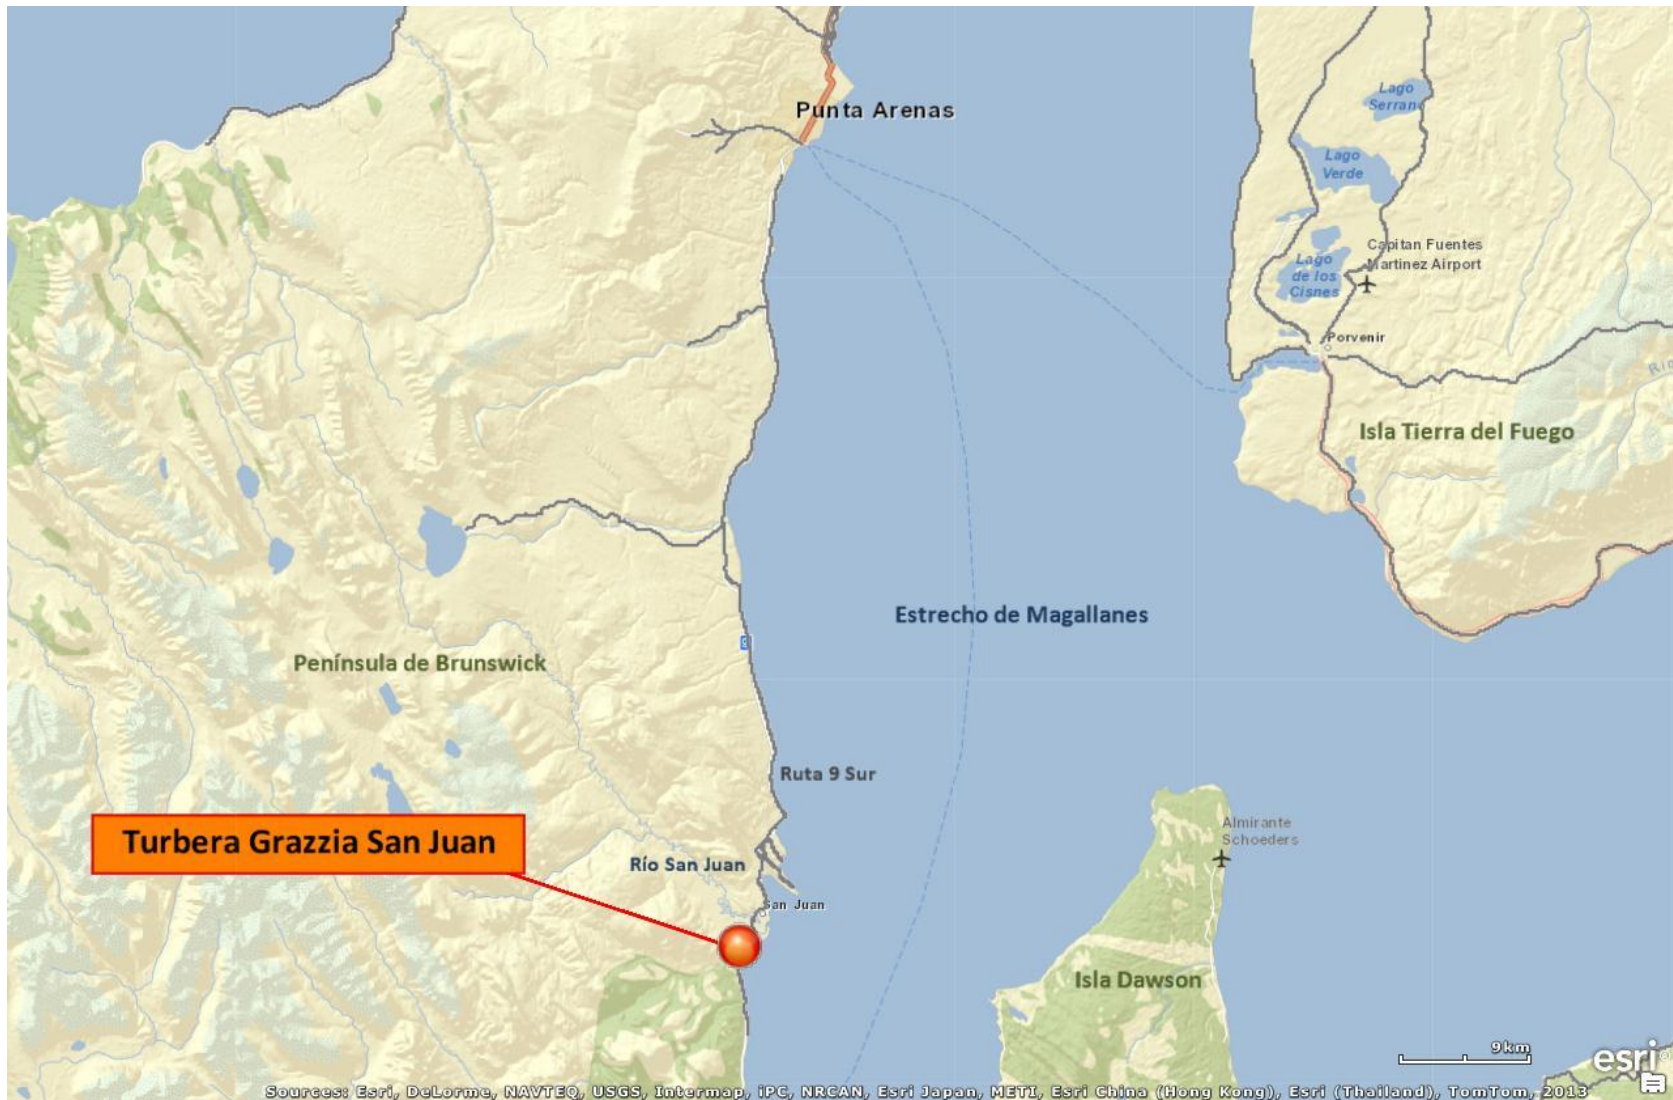 Punta Arenas
Lago
Serran
Lago
Verde
Capitan Fuentes
Martinez Airport
Lago
de los
Cisnes
Porvenir
Isla Tierra del Fuego
Estrecho de Magallanes
Península de Brunswick
Ruta 9 Sur
Turbera Grazzia San Juan
Río San Juan
San Juan
Almirante
Schoeders
Isla Dawson
9km
esri
Sources: Esri, DeLorme, NAVTEQ, USGS, Intermap, iPC, NRCAN, Esri Japan, METI, Esri China (Hong Kong), Esri (Thailand), TomTom, 2013